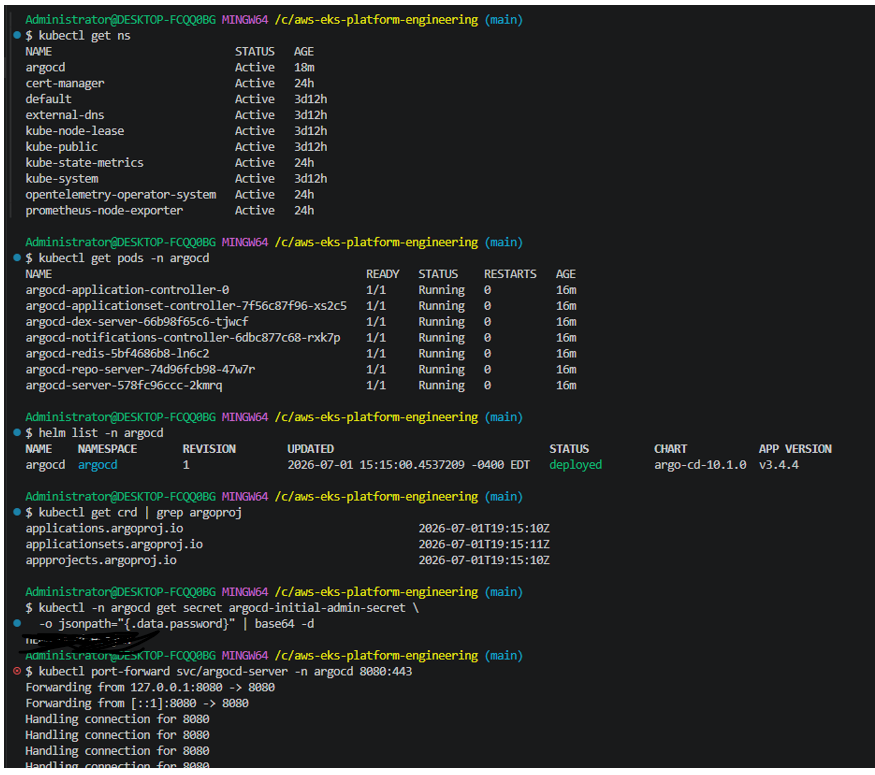 Administrator@DESKTOP-FCQQ0BG MINGW64 /c/aws-eks-platform-engineering (main)
$ kubectl get ns
NAME STATUS AGE
argocd Active 18m
cert-manager Active 24h
default Active 3d12h
external-dns Active 3d12h
kube-node-lease Active 3d12h
kube-public Active 3d12h
kube-state-metrics Active 24h
kube-system Active 3d12h
opentelemetry-operator-system Active 24h
prometheus-node-exporter Active 24h
Administrator@DESKTOP-FCQQ0BG MINGW64 /c/aws-eks-platform-engineering (main)
$ kubectl get pods -n argocd
NAME READY STATUS RESTARTS AGE
argocd-application-controller-0 1/1 Running 0 16m
argocd-applicationset-controller-7f56c87f96-xs2c5 1/1 Running 0 16m
argocd-dex-server-66b98f65c6-tjwcf 1/1 Running 0 16m
argocd-notifications-controller-6dbc877c68-rxk7p 1/1 Running 0 16m
argocd-redis-5bf4686b8-ln6c2 1/1 Running 0 16m
argocd-repo-server-74d96fcb98-47w7r 1/1 Running 0 16m
argocd-server-578fc96ccc-2kmrq 1/1 Running 0 16m
Administrator@DESKTOP-FCQQ0BG MINGW64 /c/aws-eks-platform-engineering (main)
$ helm list -n argocd
NAME NAMESPACE REVISION UPDATED STATUS CHART APP VERSION
argocd argocd 1 2026-07-01 15:15:00.4537209 -0400 EDT deployed argo-cd-10.1.0 v3.4.4
Administrator@DESKTOP-FCQQ0BG MINGW64 /c/aws-eks-platform-engineering (main)
$ kubectl get crd | grep argoproj
applications.argoproj.io 2026-07-01T19:15:10Z
applicationsets.argoproj.io 2026-07-01T19:15:11Z
appprojects.argoproj.io 2026-07-01T19:15:10Z
Administrator@DESKTOP-FCQQ0BG MINGW64 /c/aws-eks-platform-engineering (main)
$ kubectl -n argocd get secret argocd-initial-admin-secret \
-o jsonpath="{.data.password}" | base64 -d
Administrator@DESKTOP-FCQQ0BG MINGW64 /c/aws-eks-platform-engineering (main)
$ kubectl port-forward svc/argocd-server -n argocd 8080:443
Forwarding from 127.0.0.1:8080 -> 8080
Forwarding from [::1]:8080 -> 8080
Handling connection for 8080
Handling connection for 8080
Handling connection for 8080
Handling connection for 8080